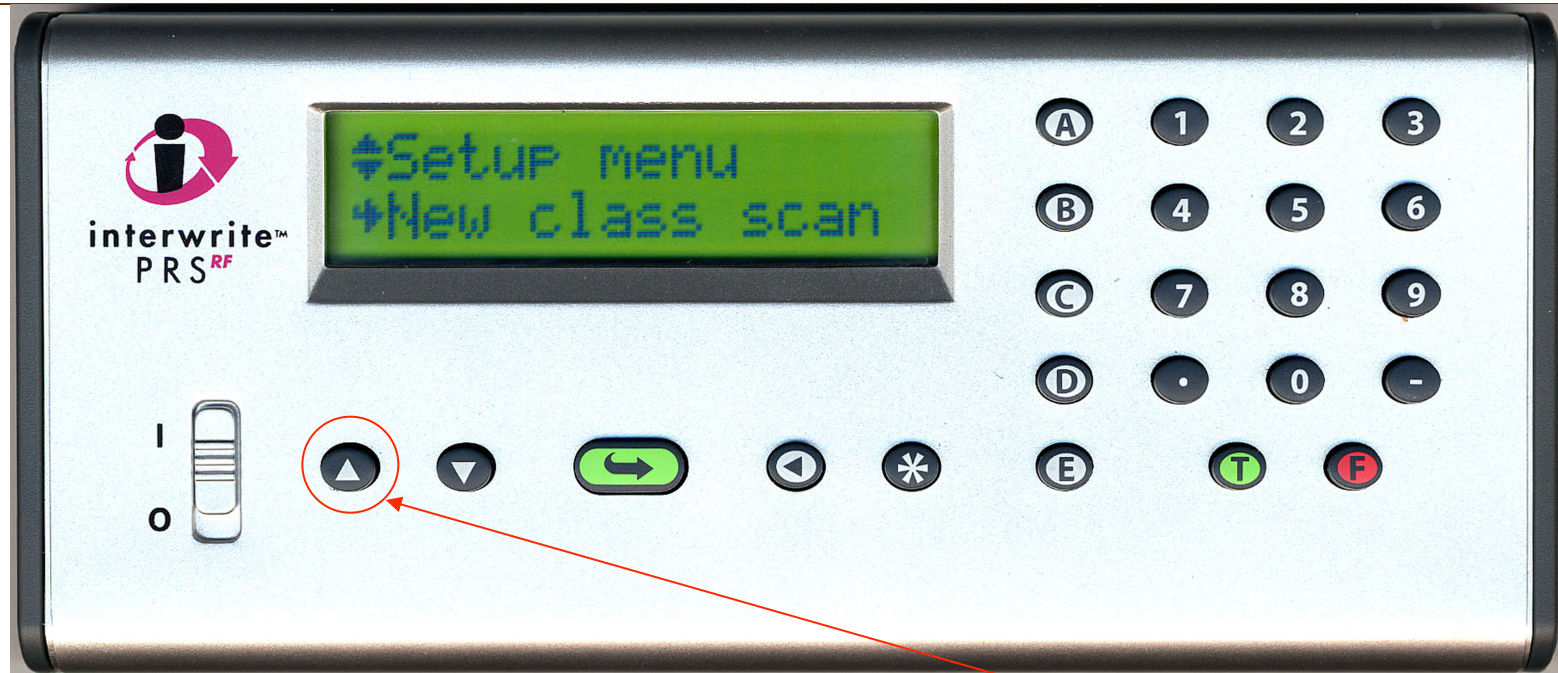 interwrite™
PRS RF
Setup menu
New class scan
A 1 2 3
B 4 5 6
C 7 8 9
D . 0 -
I
O
* E T F